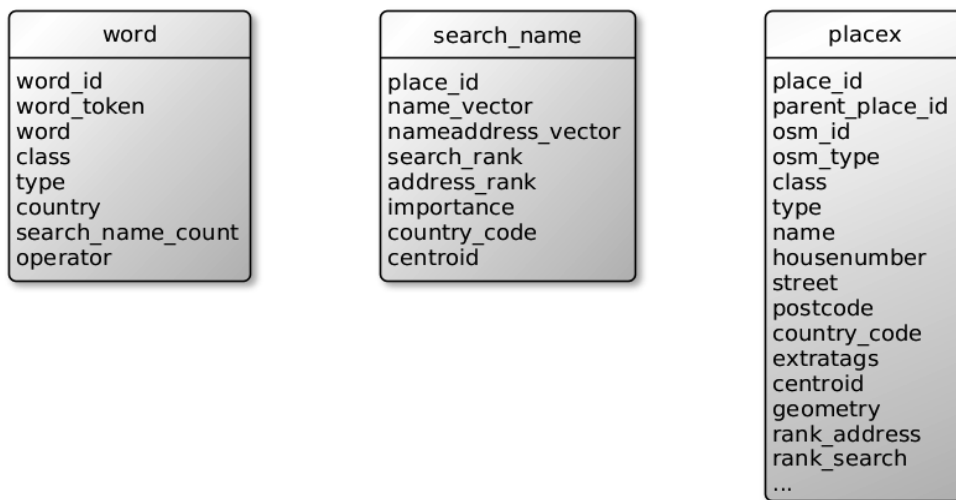 word
word_id
word_token
word
class
type
country
search_name_count
operator
search_name
place_id
name_vector
nameaddress_vector
search_rank
address_rank
importance
country_code
centroid
placex
place_id
parent_place_id
osm_id
osm_type
class
type
name
housenumber
street
postcode
country_code
extratags
centroid
geometry
rank_address
rank_search
...